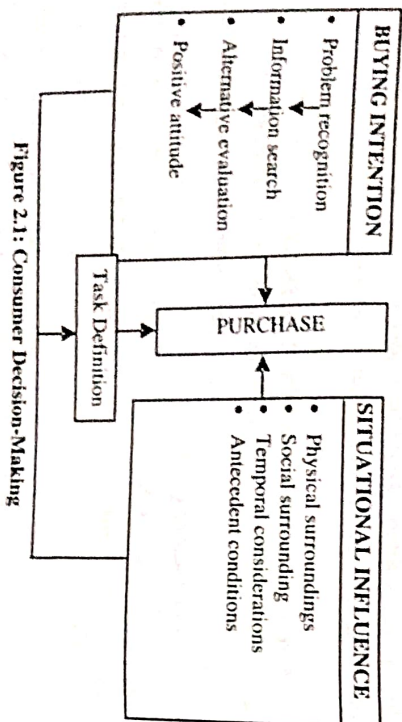 BUYING INTENTION
• Problem recognition
• Information search
• Alternative evaluation
• Positive attitude
PURCHASE
Task Definition
SITUATIONAL INFLUENCE
• Physical surroundings
• Social surrounding
• Temporal considerations
• Antecedent conditions
Figure 2.1: Consumer Decision-Making